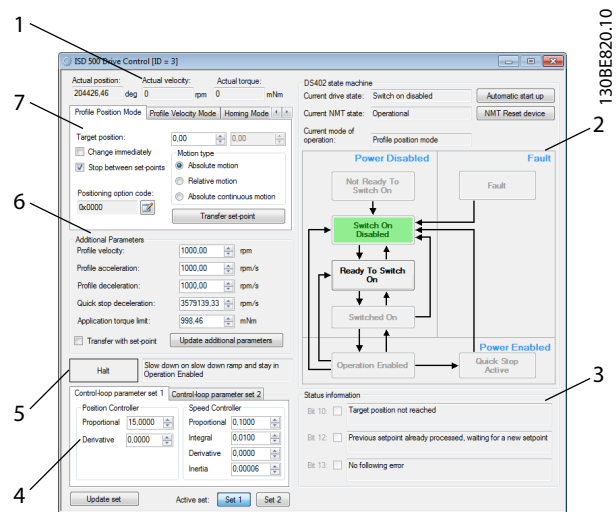 130BE820.10
1
ISD 500 Drive Control [ID = 3]
Actual position: Actual velocity: Actual torque:
204426,46 deg 0 rpm 0 mNm
7
Profile Position Mode Profile Velocity Mode Homing Mode
Target position: 0,00 0,00
Change immediately
Stop between set-points
Motion type
Absolute motion
Relative motion
Absolute continuous motion
Positioning option code:
0x0000
Transfer set-point
6
Additional Parameters
Profile velocity: 1000,00 rpm
Profile acceleration: 1000,00 rpm/s
Profile deceleration: 1000,00 rpm/s
Quick stop deceleration: 3579139,33 rpm/s
Application torque limit: 998,46 mNm
Transfer with set-point Update additional parameters
Halt
Slow down on slow down ramp and stay in
Operation Enabled
5
Control-loop parameter set 1 Control-loop parameter set 2
Position Controller
Proportional 15,0000
Derivative 0,0000
4
Speed Controller
Proportional 0,1000
Integral 0,0100
Derivative 0,0000
Inertia 0,00006
Update set Active set: Set 1 Set 2
DS402 state machine
Current drive state: Switch on disabled Automatic start up
Current NMT state: Operational NMT Reset device
Current mode of
operation: Profile position mode
2
Power Disabled
Fault
Not Ready To
Switch On
Fault
Switch On
Disabled
Ready To Switch
On
Switched On
Power Enabled
Operation Enabled
Quick Stop
Active
3
Status information
Bit 10: Target position not reached
Bit 12: Previous setpoint already processed, waiting for a new setpoint
Bit 13: No following error